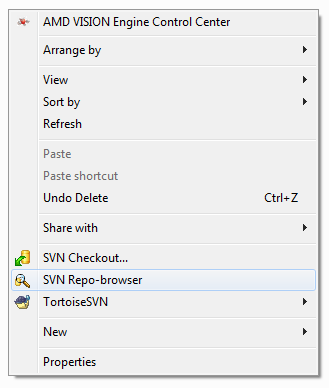 AMD VISION Engine Control Center
Arrange by
View
Sort by
Refresh
Paste
Paste shortcut
Undo Delete Ctrl+Z
Share with
SVN Checkout...
SVN Repo-browser
TortoiseSVN
New
Properties